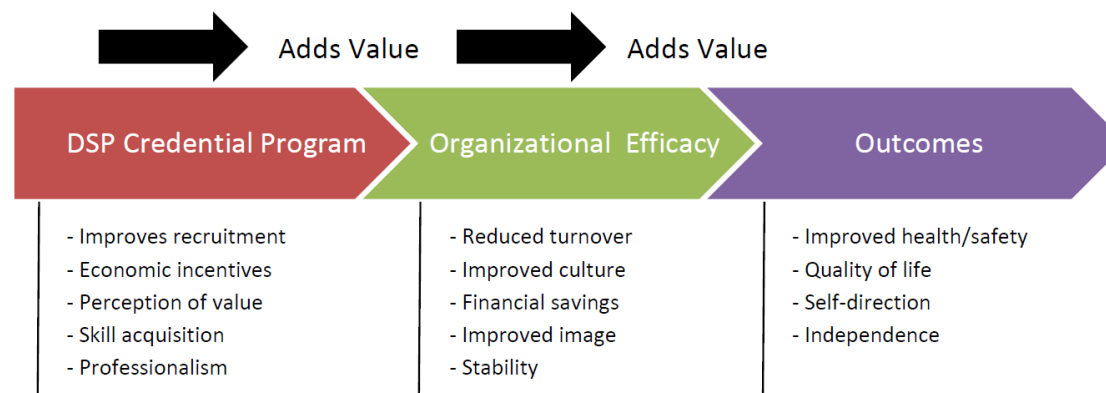 Adds Value
Adds Value
DSP Credential Program
Organizational Efficacy
Outcomes
- Improves recruitment
- Economic incentives
- Perception of value
- Skill acquisition
- Professionalism
- Reduced turnover
- Improved culture
- Financial savings
- Improved image
- Stability
- Improved health/safety
- Quality of life
- Self-direction
- Independence